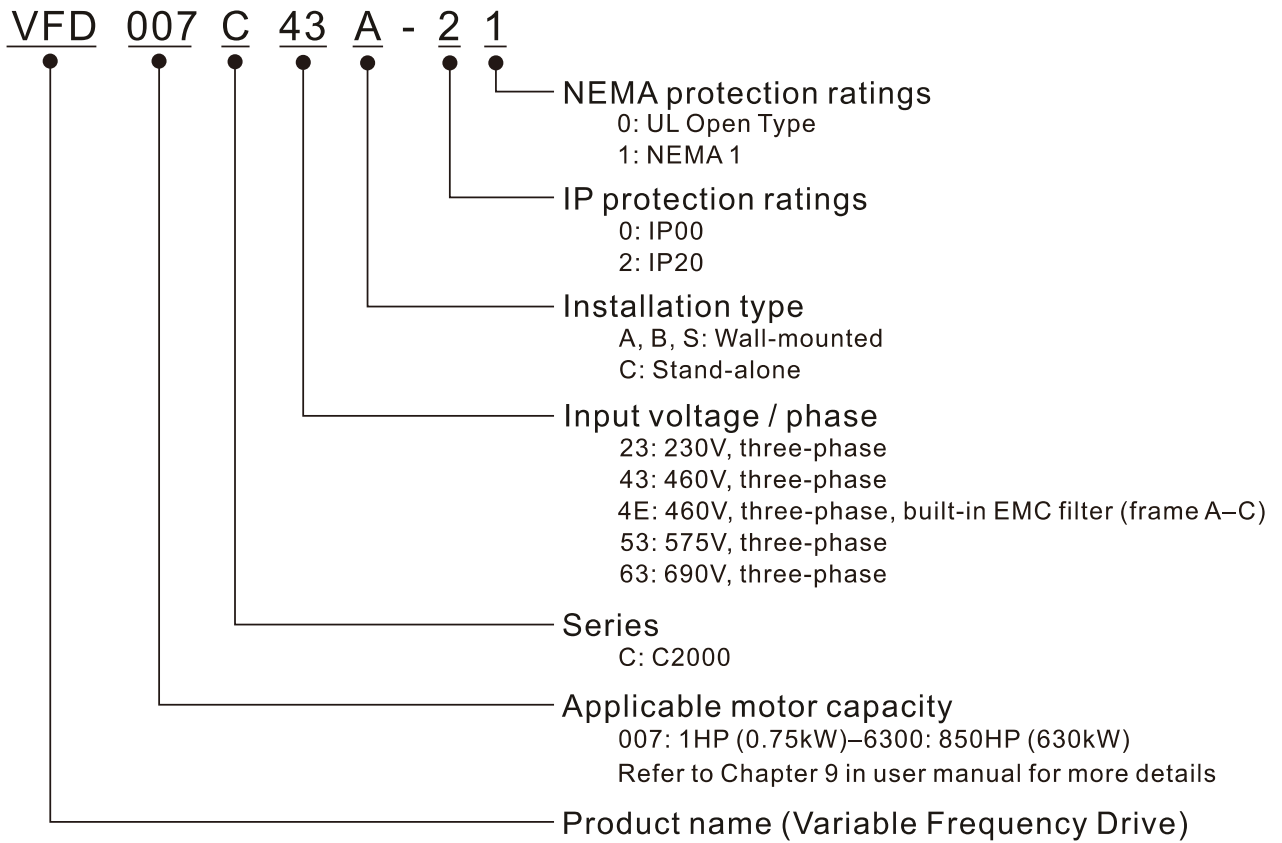 VFD 007 C 43 A - 2 1
NEMA protection ratings
0: UL Open Type
1: NEMA 1
IP protection ratings
0: IP00
2: IP20
Installation type
A, B, S: Wall-mounted
C: Stand-alone
Input voltage / phase
23: 230V, three-phase
43: 460V, three-phase
4E: 460V, three-phase, built-in EMC filter (frame A–C)
53: 575V, three-phase
63: 690V, three-phase
Series
C: C2000
Applicable motor capacity
007: 1HP (0.75kW)–6300: 850HP (630kW)
Refer to Chapter 9 in user manual for more details
Product name (Variable Frequency Drive)